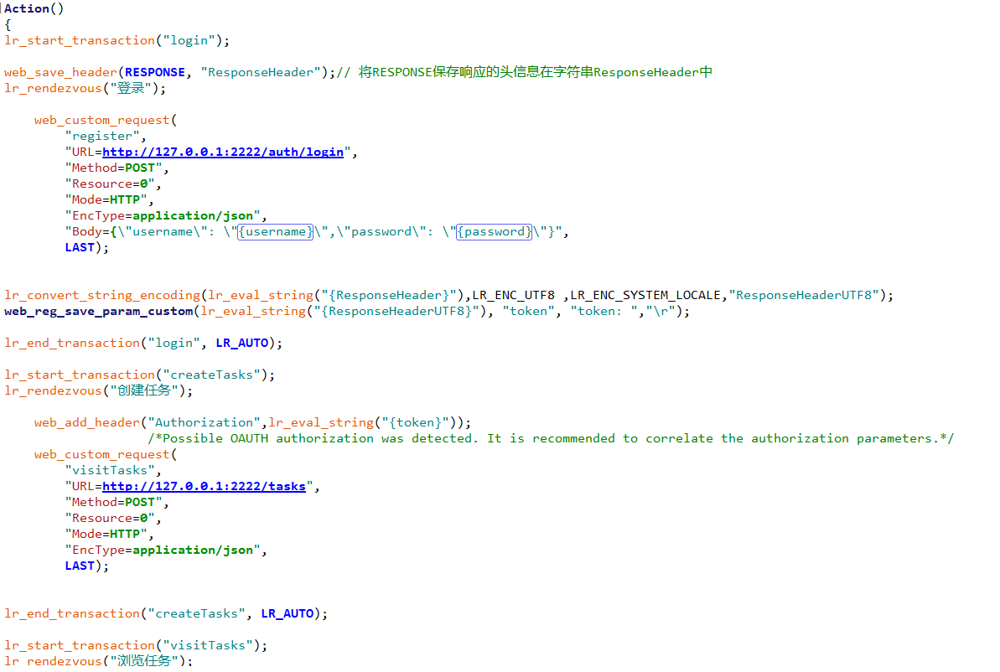 Action()
{
lr_start_transaction("login");
web_save_header(RESPONSE, "ResponseHeader");// 将RESPONSE保存响应的头信息在字符串ResponseHeader中
lr_rendezvous("登录");
web_custom_request(
"register",
"URL=http://127.0.0.1:2222/auth/login",
"Method=POST",
"Resource=0",
"Mode=HTTP",
"EncType=application/json",
"Body={\"username\": \"{username}\",\"password\": \"{password}\"}",
LAST);
lr_convert_string_encoding(lr_eval_string("{ResponseHeader}"),LR_ENC_UTF8 ,LR_ENC_SYSTEM_LOCALE,"ResponseHeaderUTF8");
web_reg_save_param_custom(lr_eval_string("{ResponseHeaderUTF8}"), "token", "token: ","\r");
lr_end_transaction("login", LR_AUTO);
lr_start_transaction("createTasks");
lr_rendezvous("创建任务");
web_add_header("Authorization",lr_eval_string("{token}"));
/*Possible OAUTH authorization was detected. It is recommended to correlate the authorization parameters.*/
web_custom_request(
"visitTasks",
"URL=http://127.0.0.1:2222/tasks",
"Method=POST",
"Resource=0",
"Mode=HTTP",
"EncType=application/json",
LAST);
lr_end_transaction("createTasks", LR_AUTO);
lr_start_transaction("visitTasks");
lr_rendezvous("浏览任务");